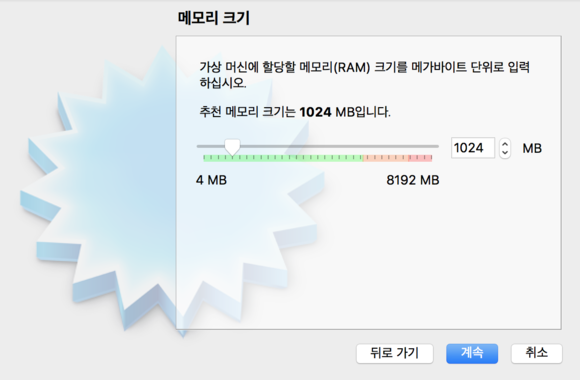 메모리 크기
가상 머신에 할당할 메모리(RAM) 크기를 메가바이트 단위로 입력
하십시오.
추천 메모리 크기는 1024 MB입니다.
1024 MB
4 MB 8192 MB
뒤로 가기 계속 취소